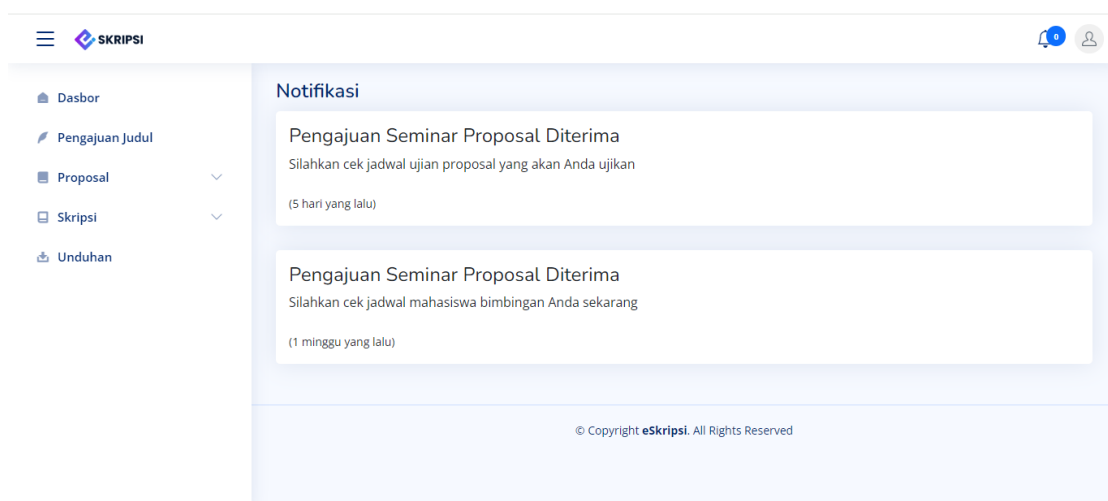 SKRIPSI
0
Dasbor
Pengajuan Judul
Proposal
Skripsi
Unduhan
Notifikasi
Pengajuan Seminar Proposal Diterima
Silahkan cek jadwal ujian proposal yang akan Anda ujikan
(5 hari yang lalu)
Pengajuan Seminar Proposal Diterima
Silahkan cek jadwal mahasiswa bimbingan Anda sekarang
(1 minggu yang lalu)
© Copyright eSkripsi. All Rights Reserved